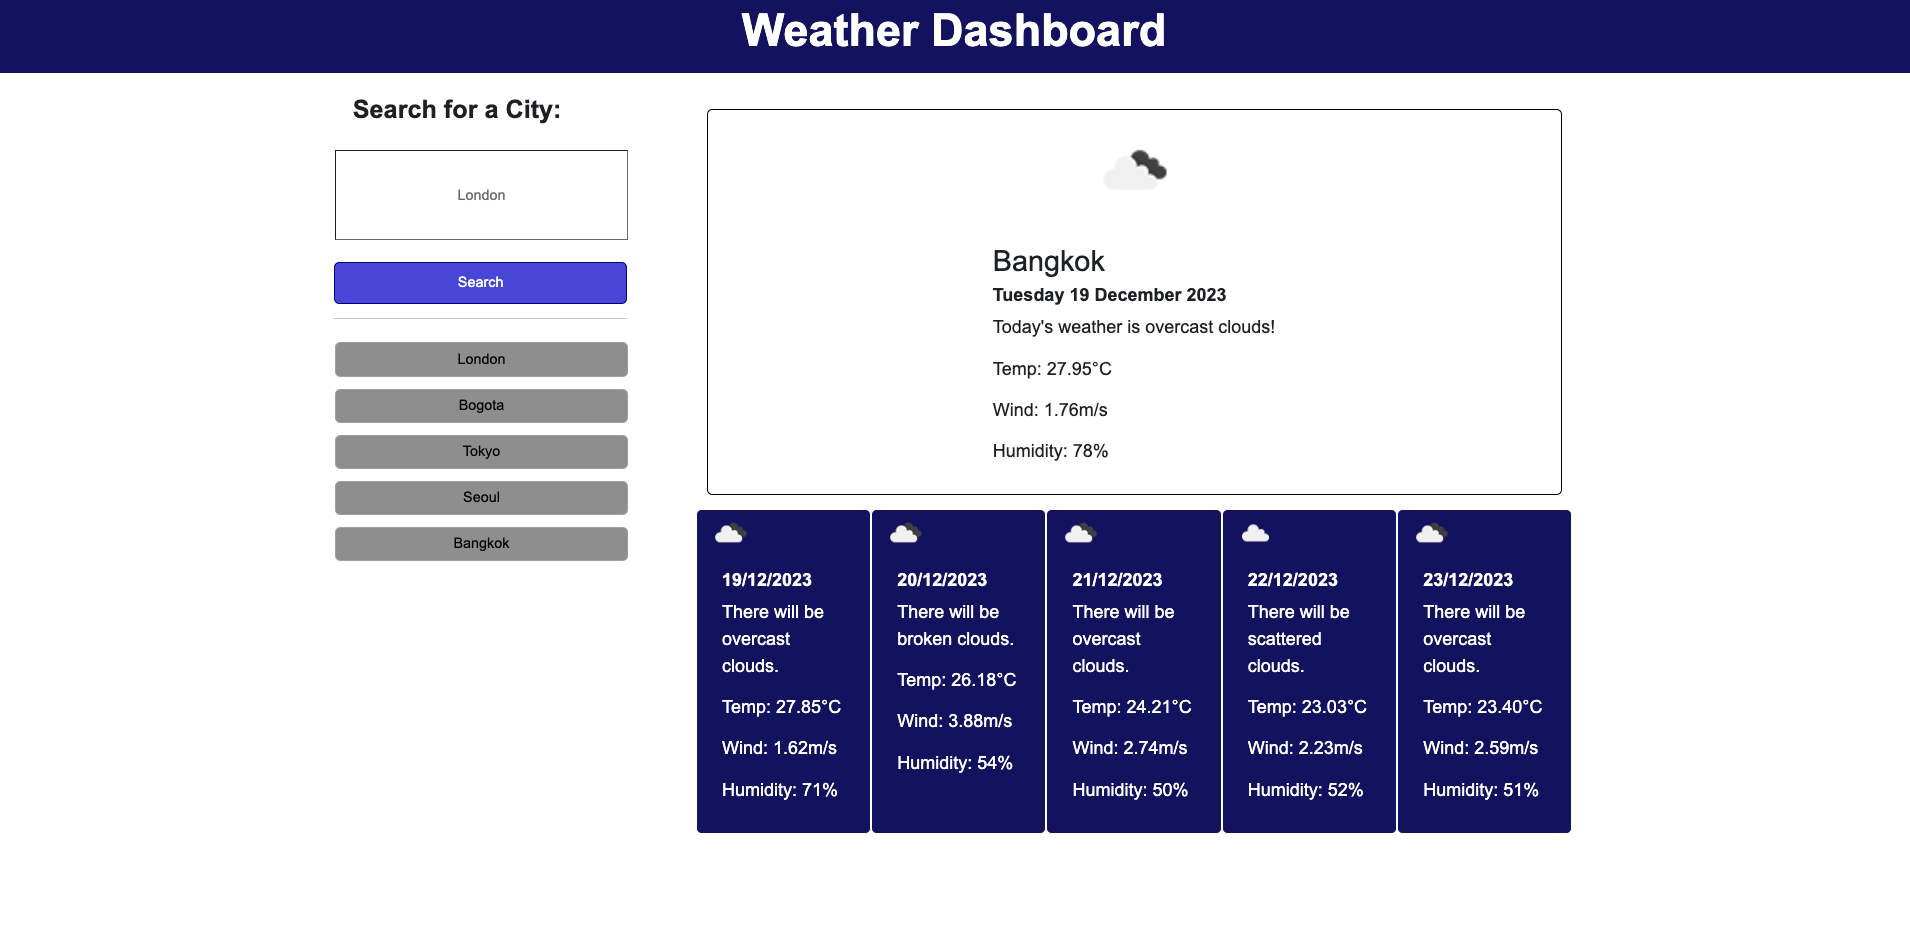 Weather Dashboard
Search for a City:
London
Search
London
Bogota
Tokyo
Seoul
Bangkok
Bangkok
Tuesday 19 December 2023
Today's weather is overcast clouds!
Temp: 27.95°C
Wind: 1.76m/s
Humidity: 78%
19/12/2023
There will be
overcast
clouds.
Temp: 27.85°C
Wind: 1.62m/s
Humidity: 71%
20/12/2023
There will be
broken clouds.
Temp: 26.18°C
Wind: 3.88m/s
Humidity: 54%
21/12/2023
There will be
overcast
clouds.
Temp: 24.21°C
Wind: 2.74m/s
Humidity: 50%
22/12/2023
There will be
scattered
clouds.
Temp: 23.03°C
Wind: 2.23m/s
Humidity: 52%
23/12/2023
There will be
overcast
clouds.
Temp: 23.40°C
Wind: 2.59m/s
Humidity: 51%